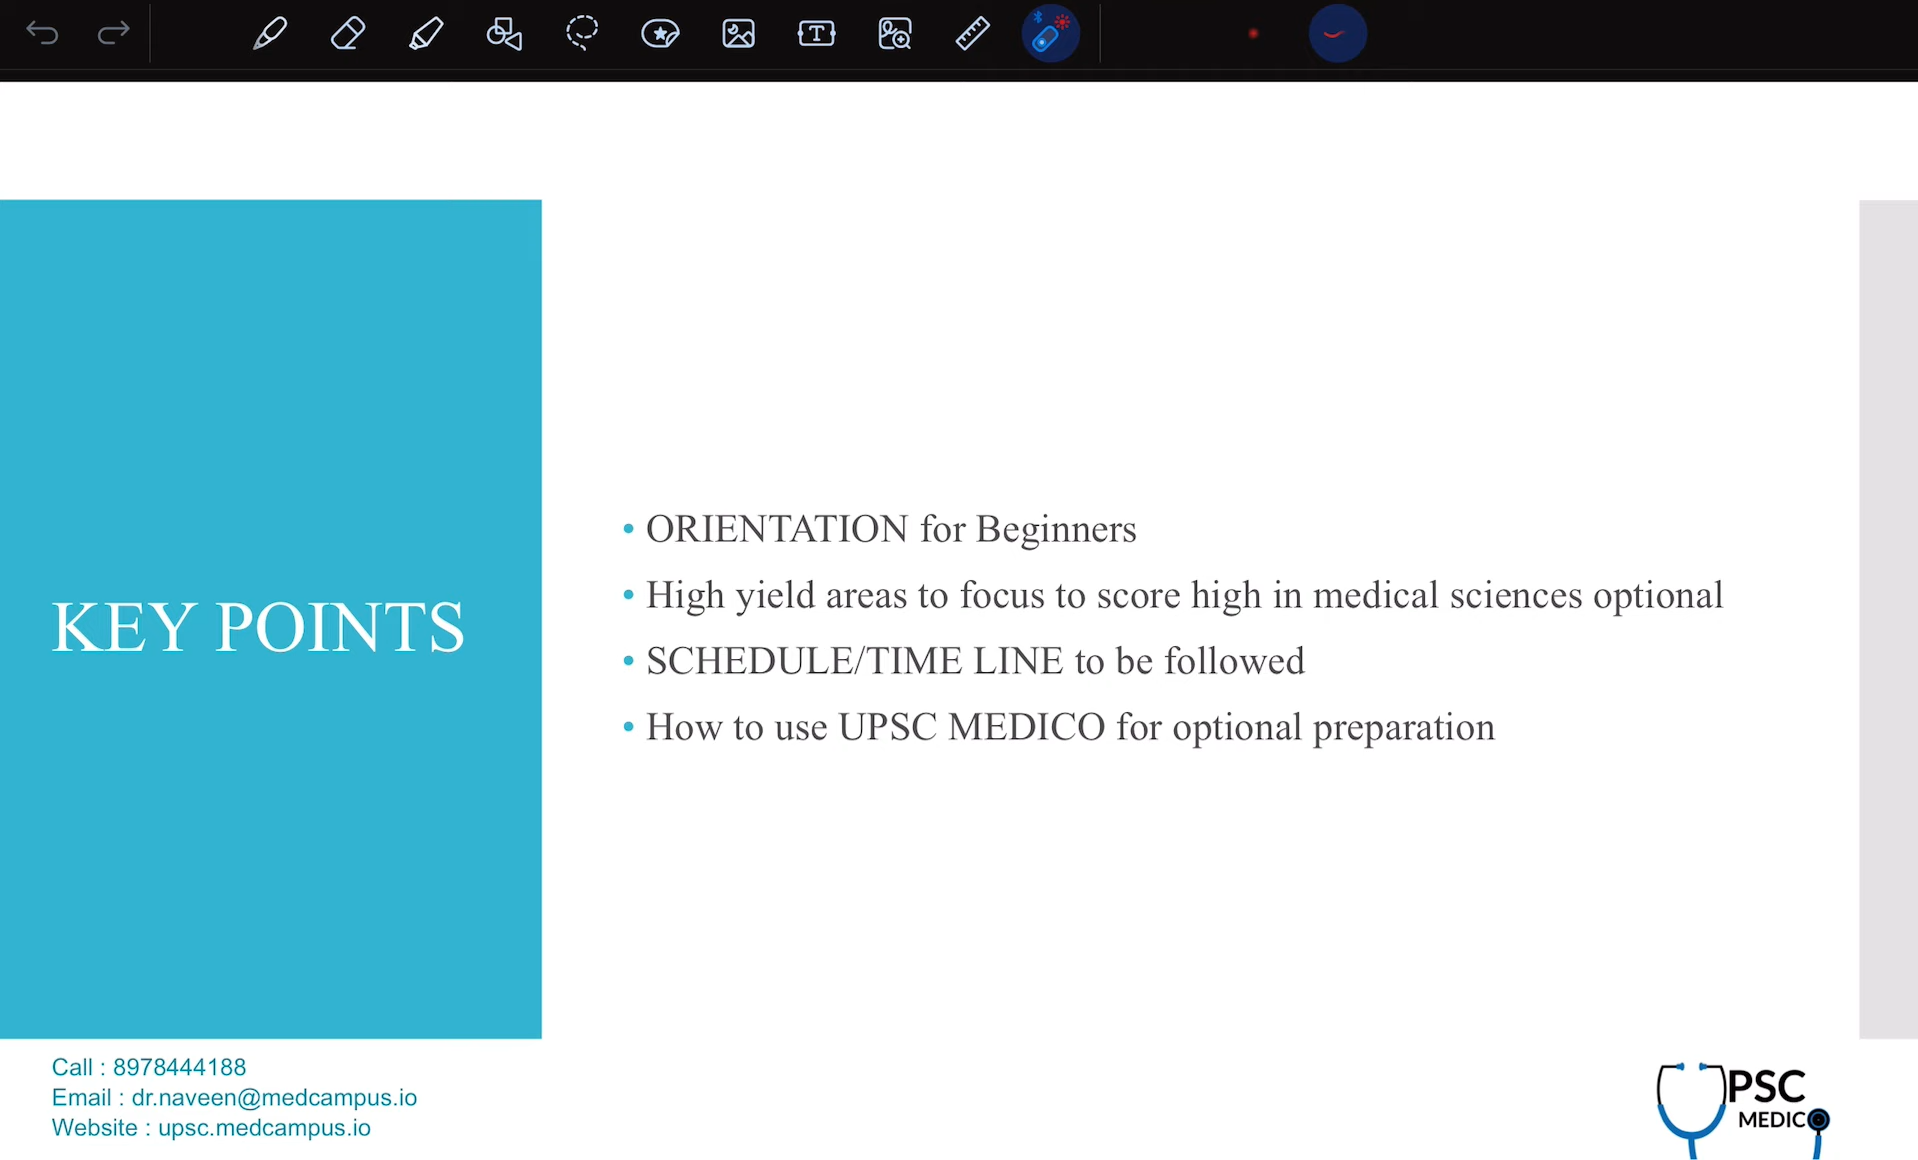 KEY POINTS
• ORIENTATION for Beginners
• High yield areas to focus to score high in medical sciences optional
• SCHEDULE/TIME LINE to be followed
• How to use UPSC MEDICO for optional preparation
Call : 8978444188
Email : dr.naveen@medcampus.io
Website : upsc.medcampus.io
UPSC
MEDICO